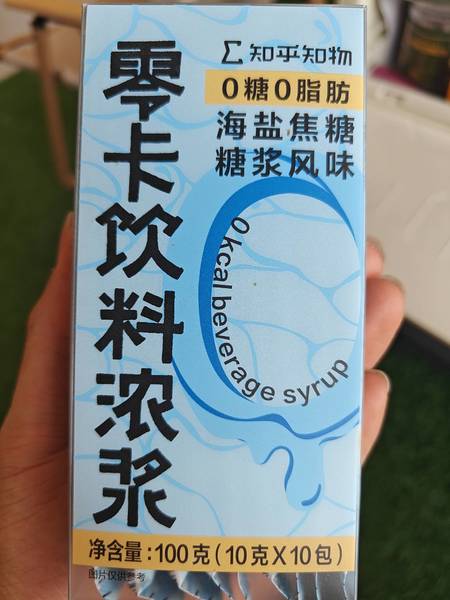 零卡饮料浓浆
知乎知物
0糖0脂肪
海盐焦糖
糖浆风味
0 kcal beverage syrup
净含量:100克(10克X10包)
图片仅供参考